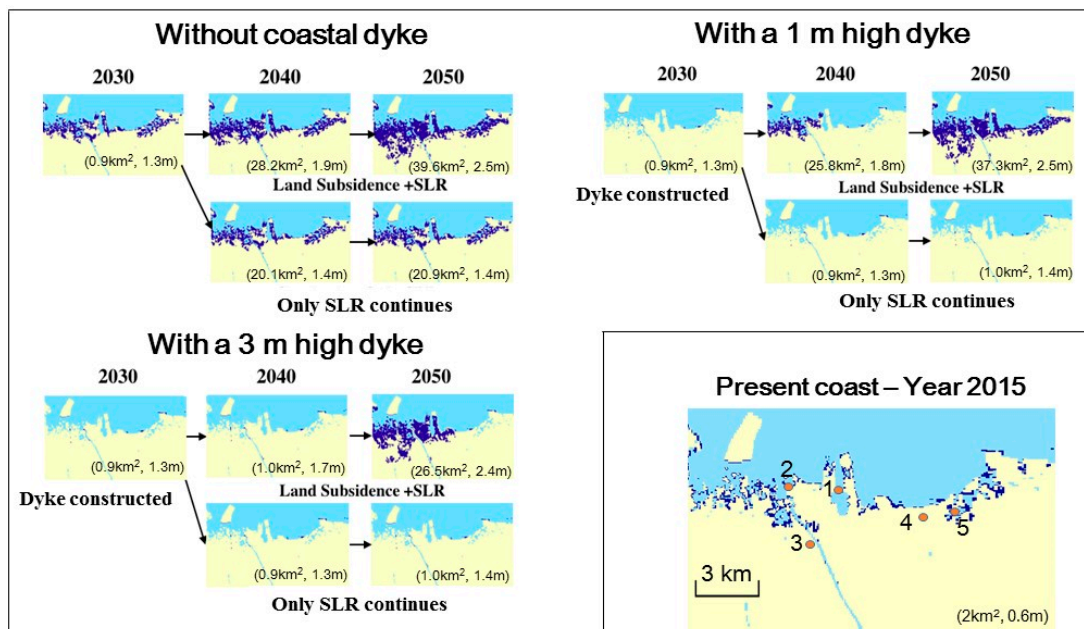 Without coastal dyke
2030
2040
2050
(0.9km², 1.3m)
(28.2km², 1.9m)
(39.6km², 2.5m)
Land Subsidence +SLR
(20.1km², 1.4m)
(20.9km², 1.4m)
Only SLR continues
With a 1 m high dyke
2030
2040
2050
(0.9km², 1.3m)
(25.8km², 1.8m)
(37.3km², 2.5m)
Dyke constructed
Land Subsidence +SLR
(0.9km², 1.3m)
(1.0km², 1.4m)
Only SLR continues
With a 3 m high dyke
2030
2040
2050
(0.9km², 1.3m)
(1.0km², 1.7m)
(26.5km², 2.4m)
Dyke constructed
Land Subsidence +SLR
(0.9km², 1.3m)
(1.0km², 1.4m)
Only SLR continues
Present coast – Year 2015
2
1
4
5
3
3 km
(2km², 0.6m)